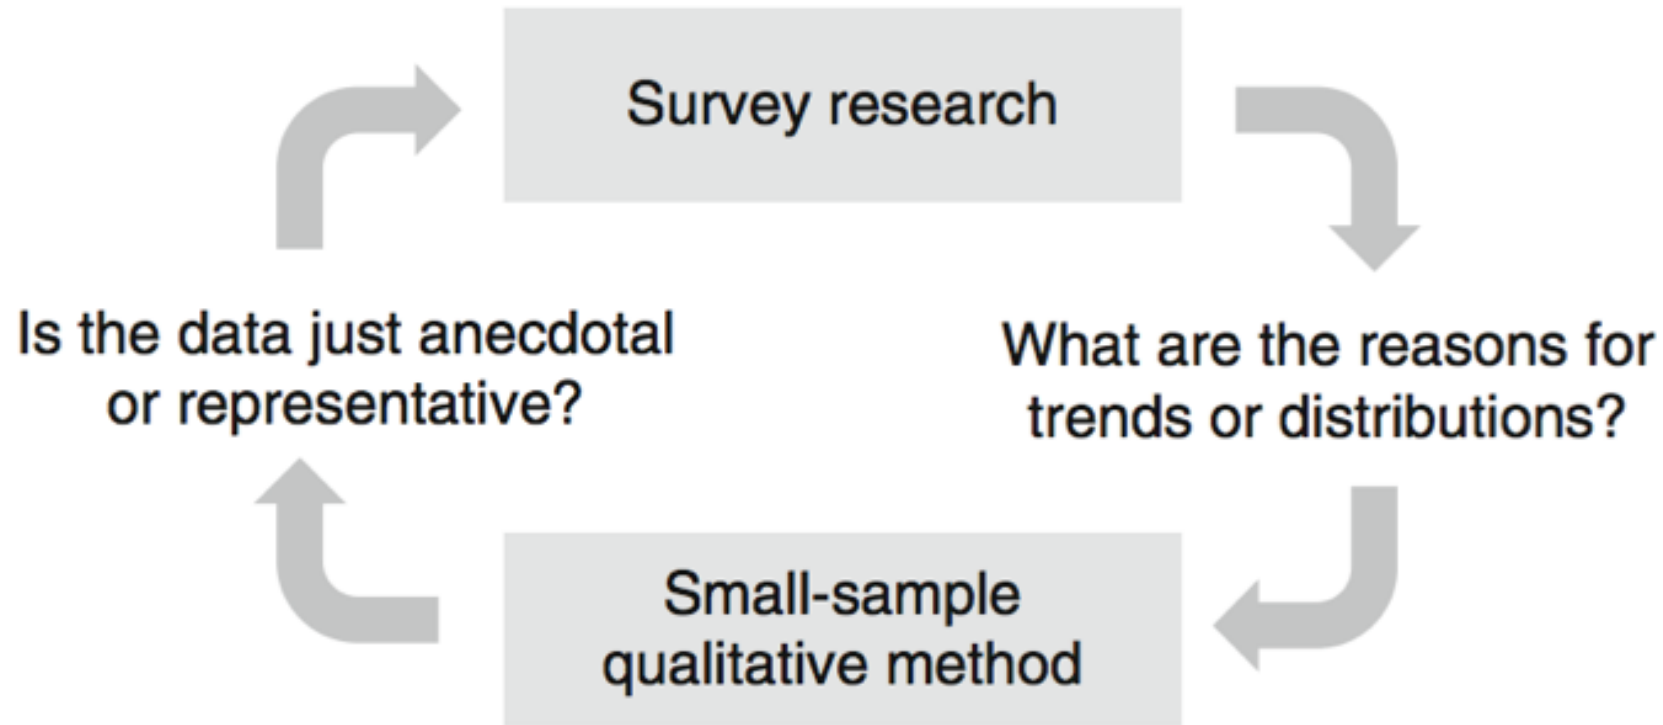 Survey research
Is the data just anecdotal
or representative?
What are the reasons for
trends or distributions?
Small-sample
qualitative method